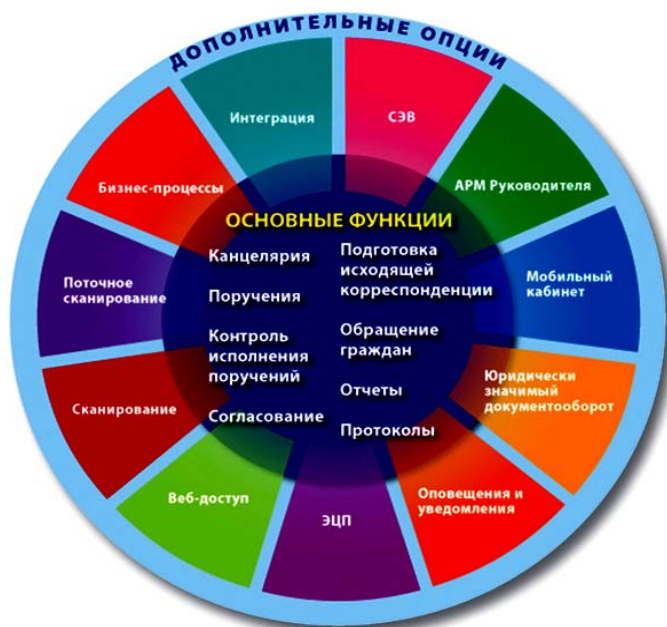 ДОПОЛНИТЕЛЬНЫЕ ОПЦИИ
Интеграция
СЭВ
АРМ Руководителя
Мобильный
кабинет
Юридически
значимый
документооборот
Оповещения и
уведомления
ЭЦП
Веб-доступ
Сканирование
Поточное
сканирование
Бизнес-процессы
ОСНОВНЫЕ ФУНКЦИИ
Канцелярия
Поручения
Контроль
исполнения
поручений
Согласование
Подготовка
исходящей
корреспонденции
Обращение
граждан
Отчеты
Протоколы